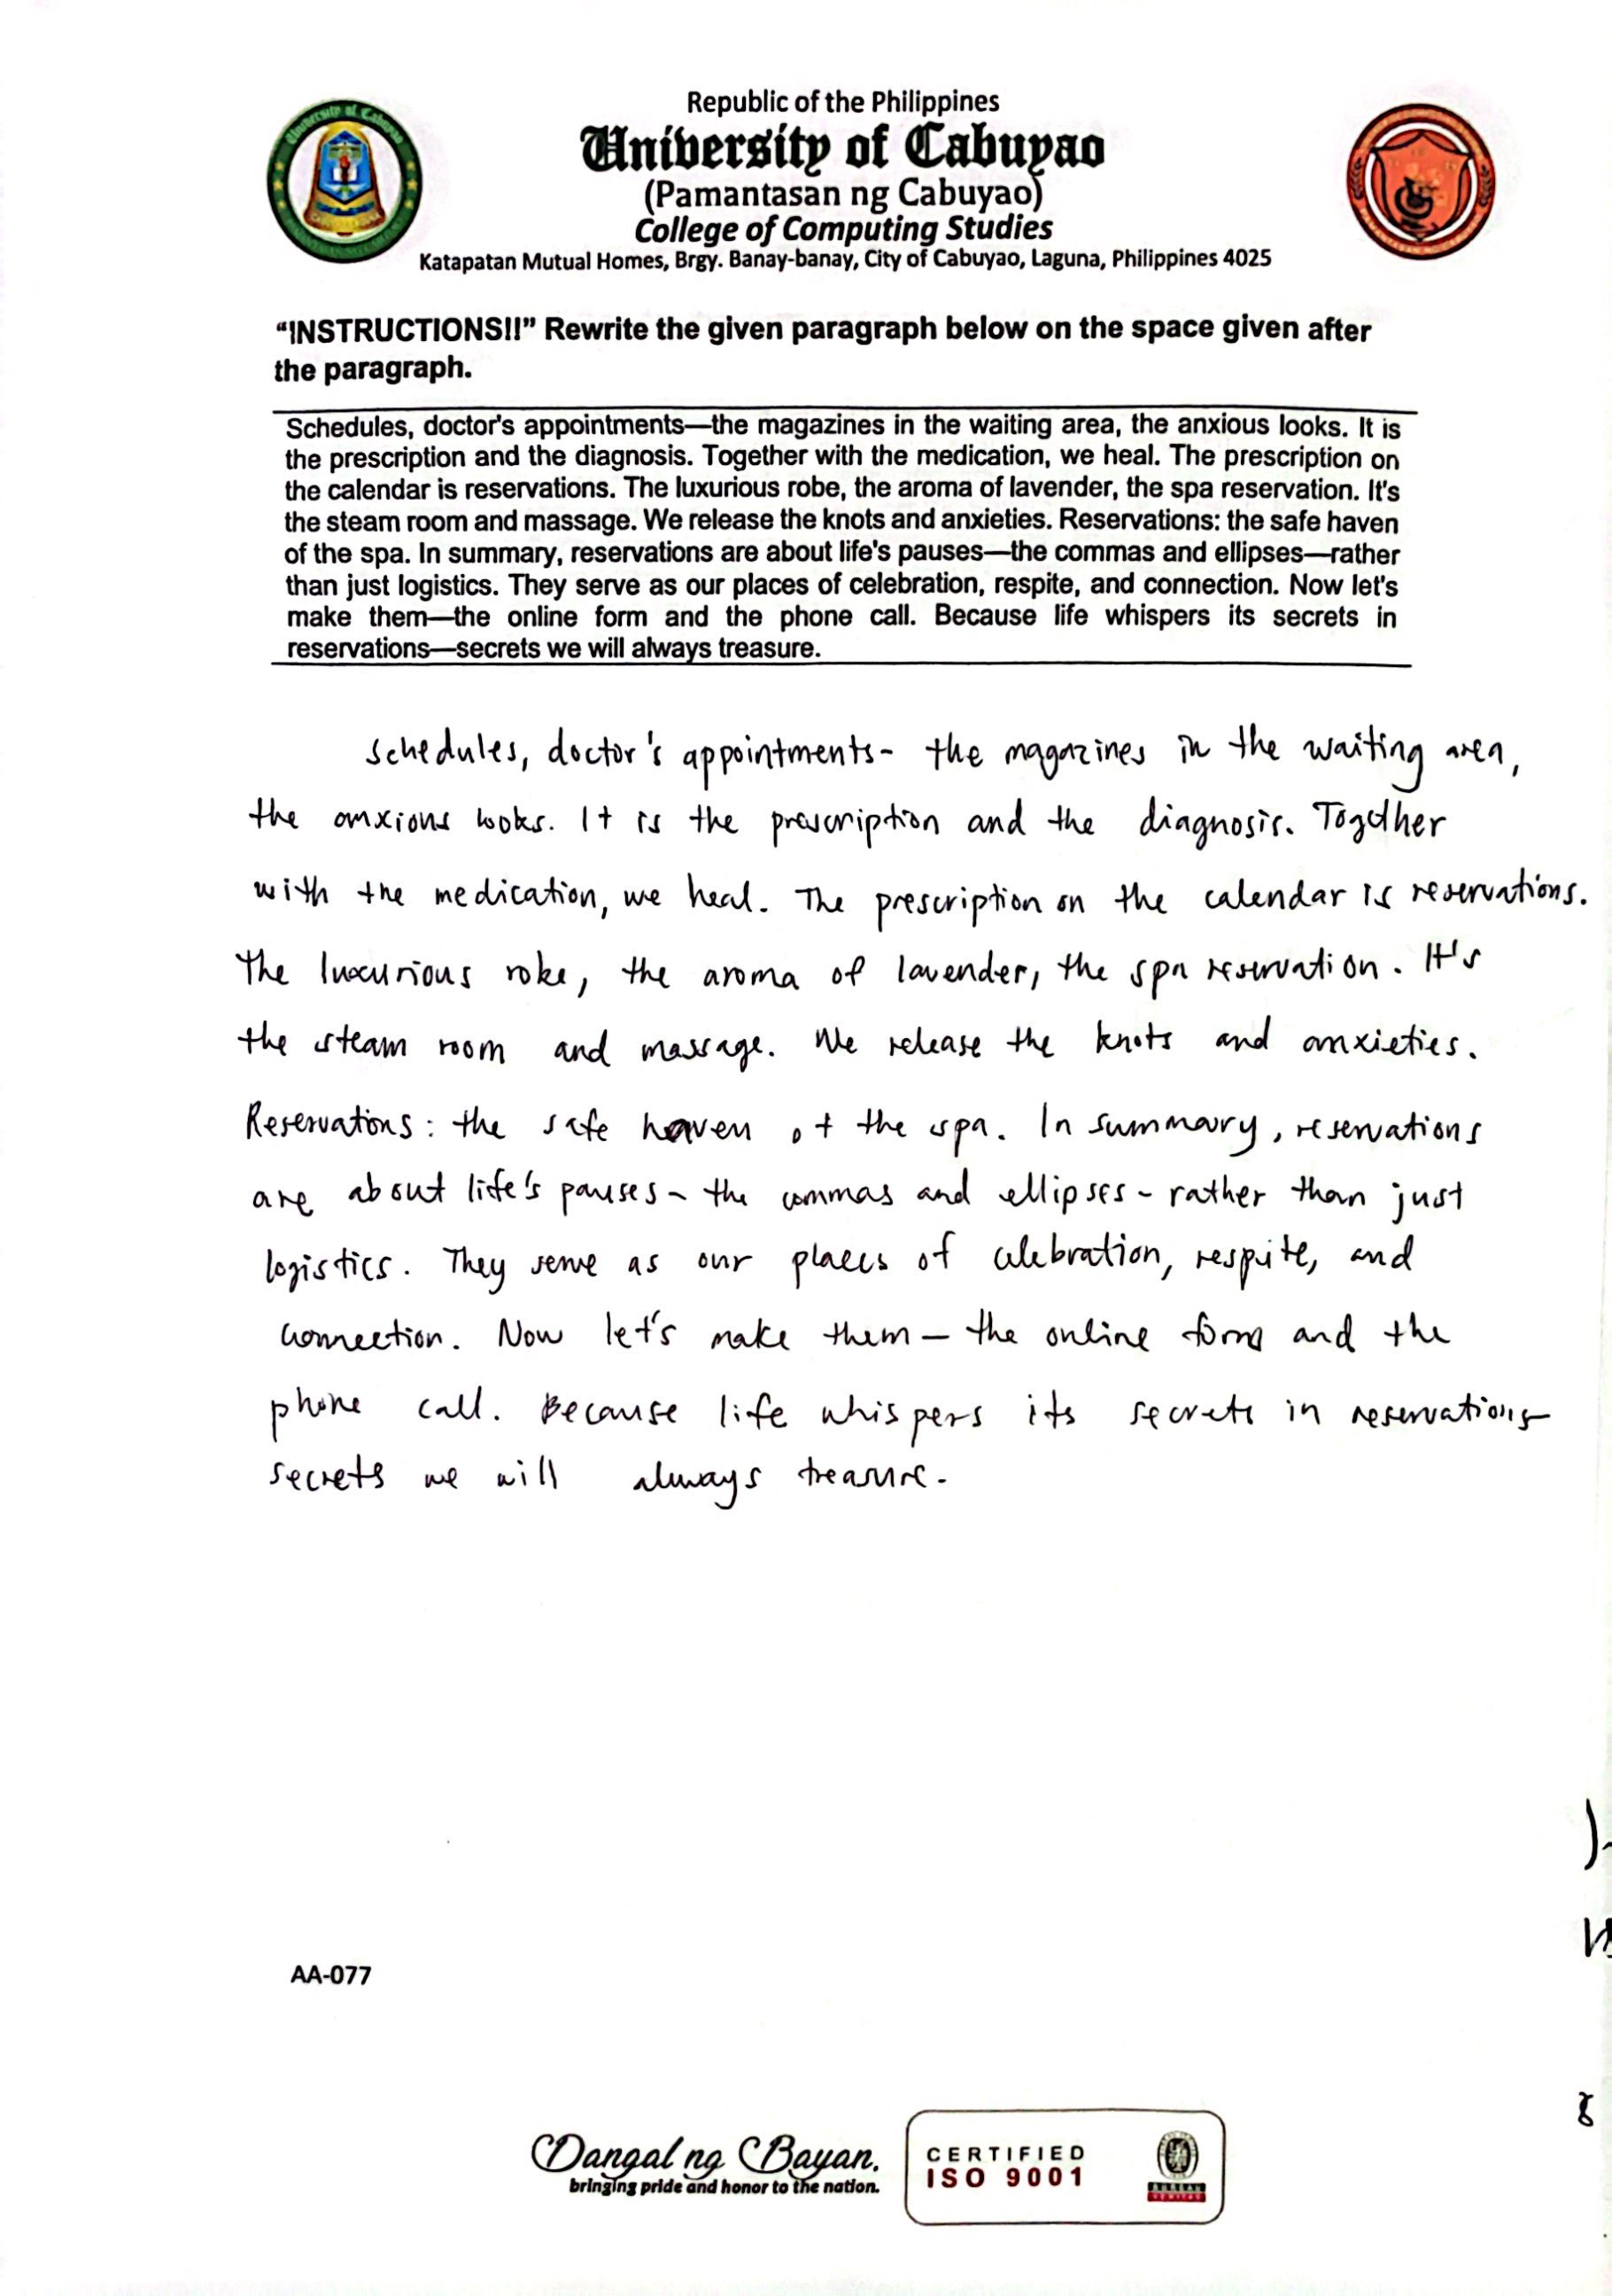 Republic of the Philippines
University of Cabuyao
(Pamantasan ng Cabuyao)
College of Computing Studies
Katapatan Mutual Homes, Brgy. Banay-banay, City of Cabuyao, Laguna, Philippines 4025
University of Cabuyao
“INSTRUCTIONS!!” Rewrite the given paragraph below on the space given after
the paragraph.
Schedules, doctor's appointments—the magazines in the waiting area, the anxious looks. It is
the prescription and the diagnosis. Together with the medication, we heal. The prescription on
the calendar is reservations. The luxurious robe, the aroma of lavender, the spa reservation. It's
the steam room and massage. We release the knots and anxieties. Reservations: the safe haven
of the spa. In summary, reservations are about life's pauses—the commas and ellipses—rather
than just logistics. They serve as our places of celebration, respite, and connection. Now let's
make them—the online form and the phone call. Because life whispers its secrets in
reservations—secrets we will always treasure.
schedules, doctor's appointments- the magazines in the waiting area,
the anxious looks. It is the prescription and the diagnosis. Together
with the medication, we heal. The prescription on the calendar is reservations.
The luxurious robe, the aroma of lavender, the spa reservation. It's
the steam room and massage. We release the knots and anxieties.
Reservations: the safe haven of the spa. In summary, reservations
are about life's pauses- the commas and ellipses- rather than just
logistics. They serve as our places of celebration, respite, and
connection. Now let's make them— the online form and the
phone call. Because life whispers its secrets in reservations-
secrets we will always treasure.
AA-077
Dangal ng Bayan.
bringing pride and honor to the nation.
CERTIFIED
ISO 9001
BUREAU
VERITAS